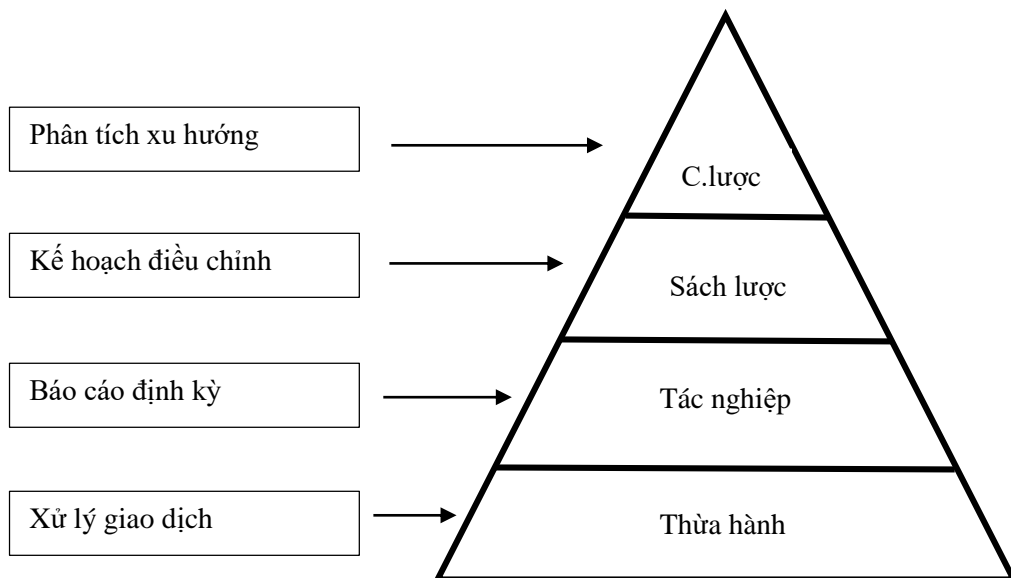 Phân tích xu hướng
C.lược
Kế hoạch điều chỉnh
Sách lược
Báo cáo định kỳ
Tác nghiệp
Xử lý giao dịch
Thừa hành